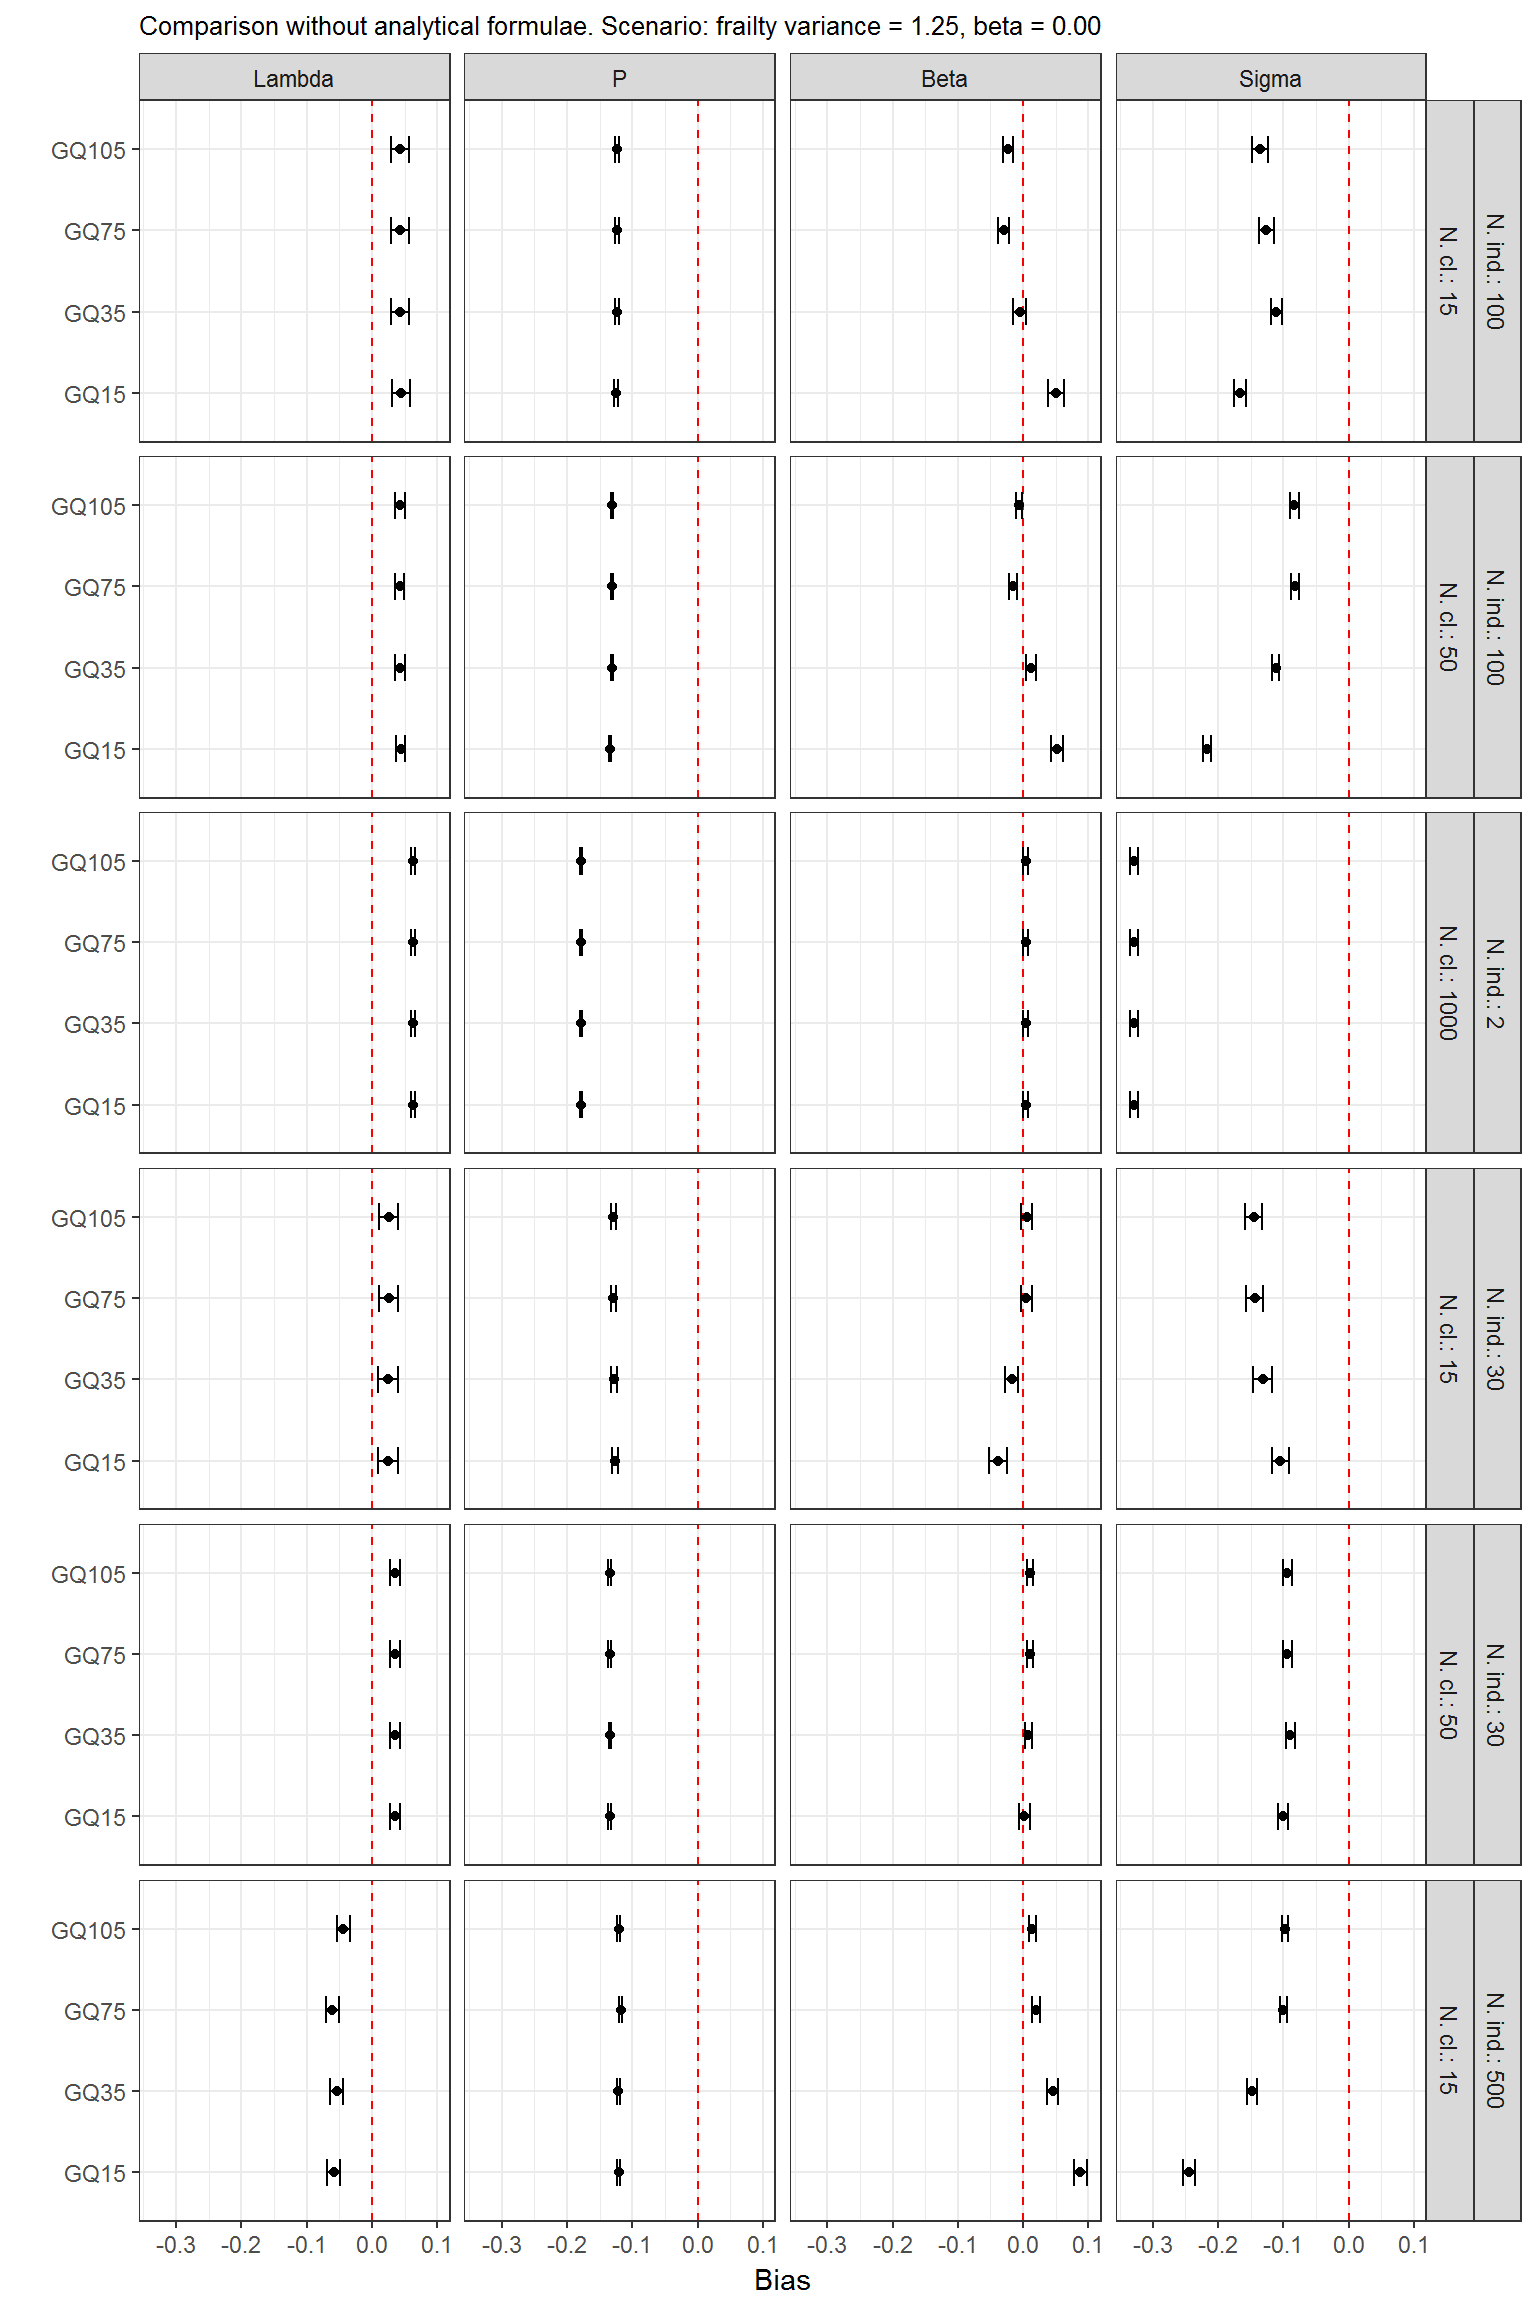 Comparison without analytical formulae. Scenario: frailty variance = 1.25, beta = 0.00
Lambda
P
Beta
Sigma
GQ105
GQ75
GQ35
GQ15
N. cl.: 15
N. ind.: 100
GQ105
GQ75
GQ35
GQ15
N. cl.: 50
N. ind.: 100
GQ105
GQ75
GQ35
GQ15
N. cl.: 1000
N. ind.: 2
GQ105
GQ75
GQ35
GQ15
N. cl.: 15
N. ind.: 30
GQ105
GQ75
GQ35
GQ15
N. cl.: 50
N. ind.: 30
GQ105
GQ75
GQ35
GQ15
N. cl.: 15
N. ind.: 500
-0.3 -0.2 -0.1 0.0 0.1 -0.3 -0.2 -0.1 0.0 0.1 -0.3 -0.2 -0.1 0.0 0.1 -0.3 -0.2 -0.1 0.0 0.1
Bias